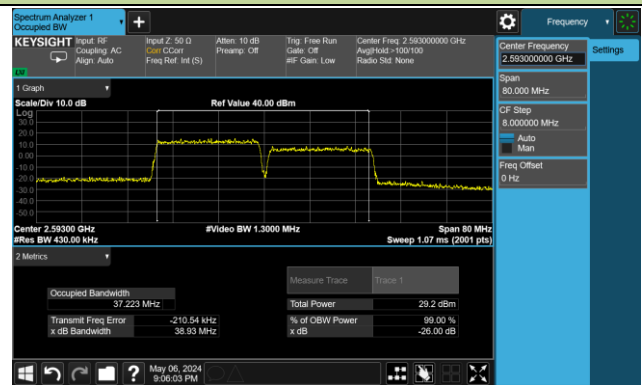 Spectrum Analyzer 1
Occupied BW
Frequency
KEYSIGHT
Input: RF
Coupling: AC
Align: Auto
Input Z: 50 Ω
Corr CCorr
Freq Ref: Int (S)
Atten: 10 dB
Preamp: Off
Trig: Free Run
Gate: Off
#IF Gain: Low
Center Freq: 2.593000000 GHz
Avg|Hold:>100/100
Radio Std: None
Center Frequency
2.593000000 GHz
Settings
Span
80.000 MHz
CF Step
8.000000 MHz
Auto
Man
Freq Offset
0 Hz
1 Graph
Scale/Div 10.0 dB
Ref Value 40.00 dBm
Log
30.0
20.0
10.0
0.00
-10.0
-20.0
-30.0
-40.0
-50.0
Center 2.59300 GHz
#Video BW 1.3000 MHz
Span 80 MHz
#Res BW 430.00 kHz
Sweep 1.07 ms (2001 pts)
2 Metrics
Measure Trace
Trace 1
Occupied Bandwidth
37.223 MHz
Total Power
29.2 dBm
Transmit Freq Error
-210.54 kHz
% of OBW Power
99.00 %
x dB Bandwidth
38.93 MHz
x dB
-26.00 dB
?
May 06, 2024
9:06:03 PM